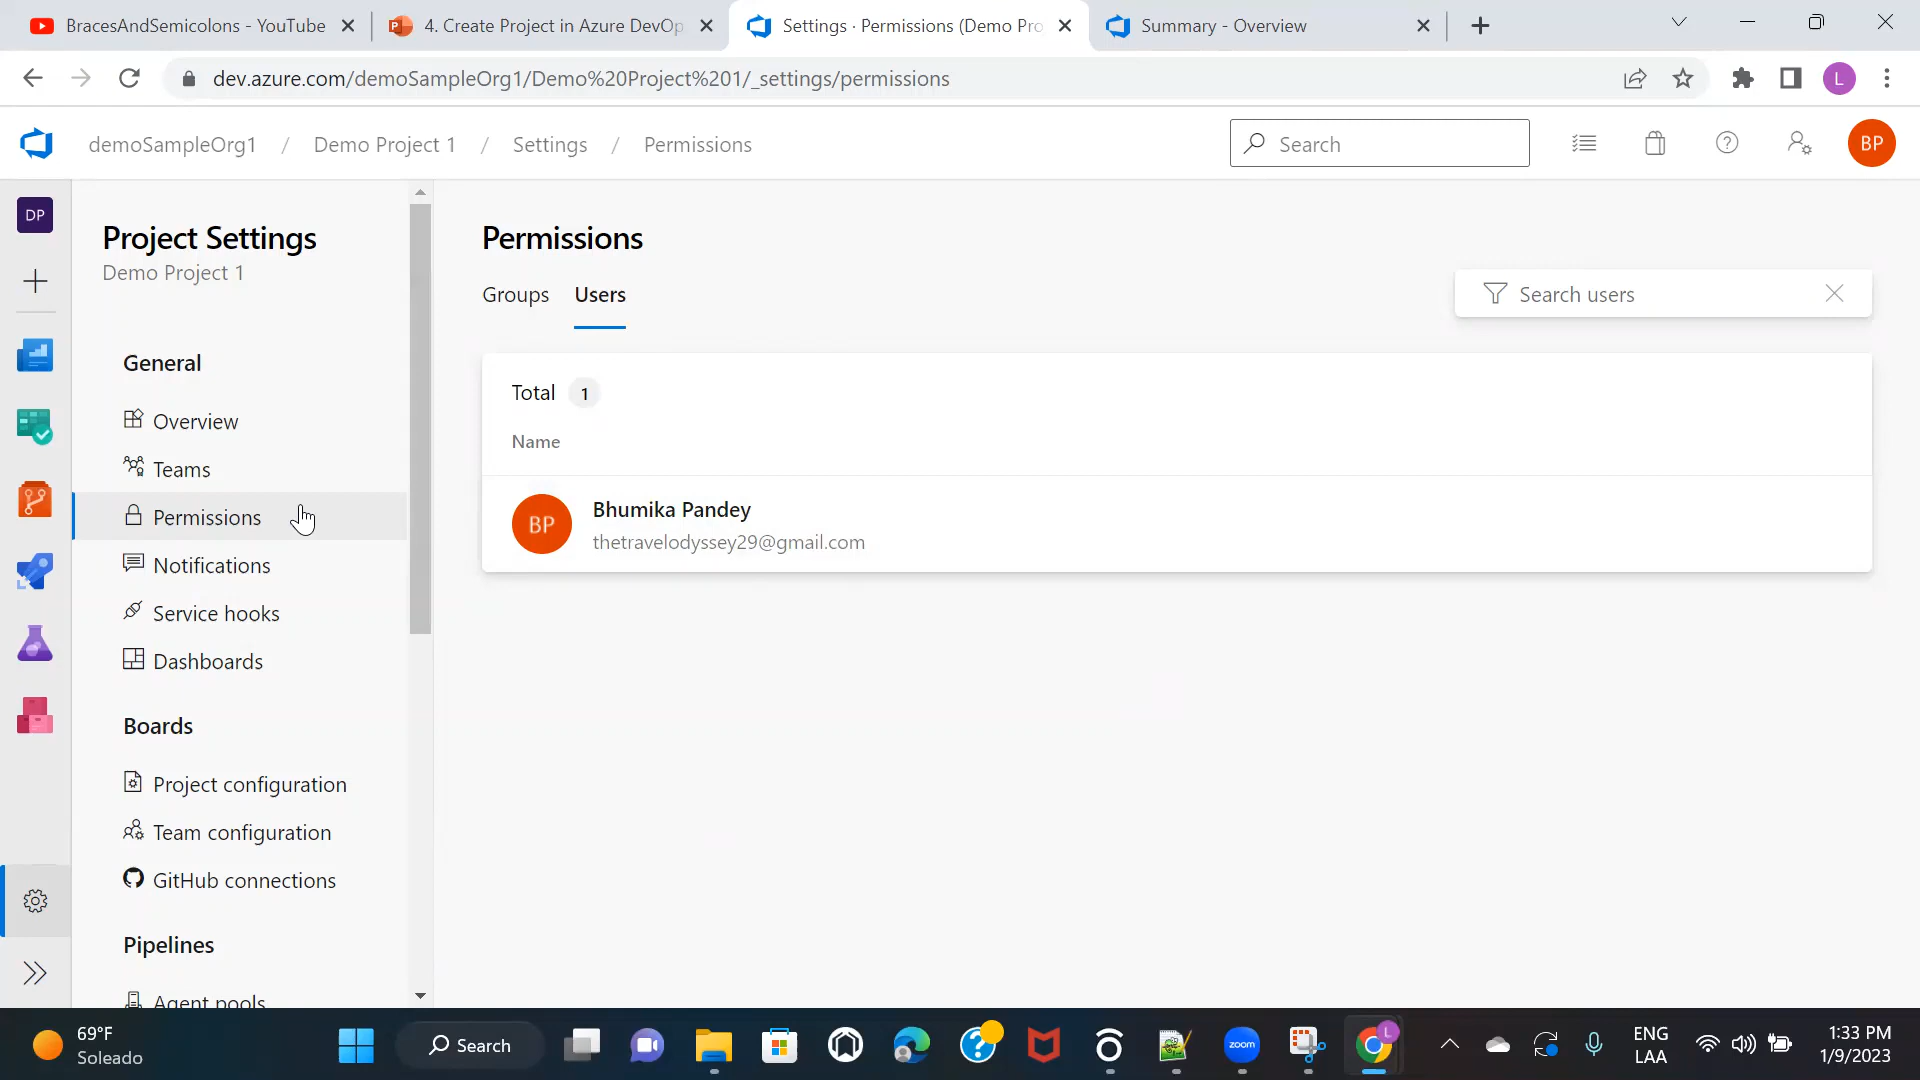 BracesAndSemicolons - YouTube
4. Create Project in Azure DevOp
Settings · Permissions (Demo Pro
Summary - Overview
dev.azure.com/demoSampleOrg1/Demo%20Project%201/_settings/permissions
L
demoSampleOrg1 / Demo Project 1 / Settings / Permissions
Search
BP
DP
Project Settings
Demo Project 1
General
Overview
Teams
Permissions
Notifications
Service hooks
Dashboards
Boards
Project configuration
Team configuration
GitHub connections
Pipelines
Agent pools
Permissions
Groups
Users
Search users
Total 1
Name
BP
Bhumika Pandey
thetravelodyssey29@gmail.com
69°F
Soleado
Search
zoom
L
ENG
LAA
1:33 PM
1/9/2023